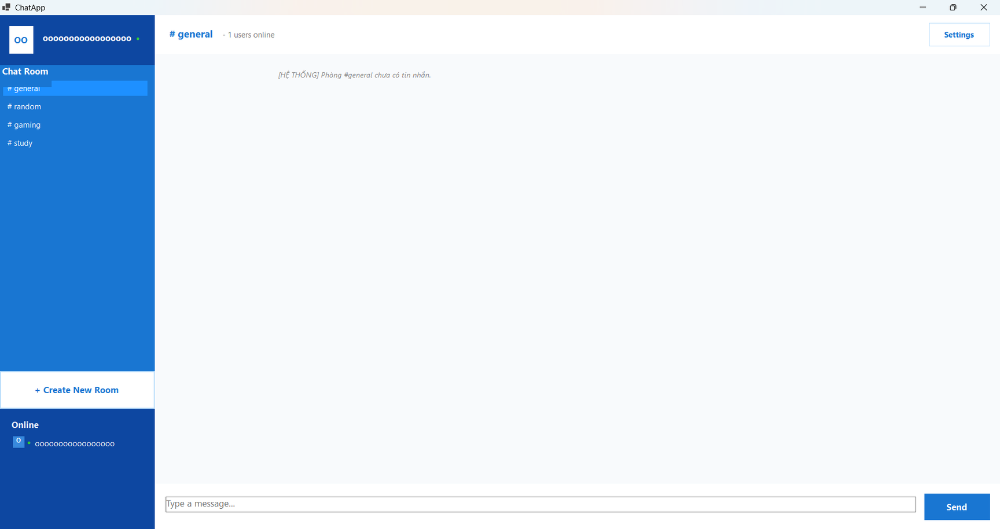 ChatApp
OO
ooooooooooooooooo
# general - 1 users online
Settings
Chat Room
# general
# random
# gaming
# study
[HỆ THỐNG] Phòng #general chưa có tin nhắn.
+ Create New Room
Online
O ooooooooooooooooo
Type a message...
Send